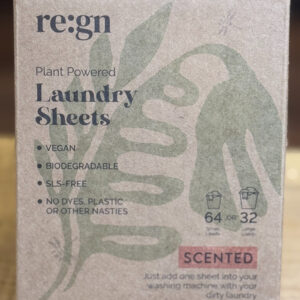 re:gn
Plant Powered
Laundry
Sheets
• VEGAN
• BIODEGRADABLE
• SLS-FREE
• NO DYES, PLASTIC
OR OTHER NASTIES
64 OR 32
SCENTED
Just add one sheet into your
washing machine with your
dirty laundry